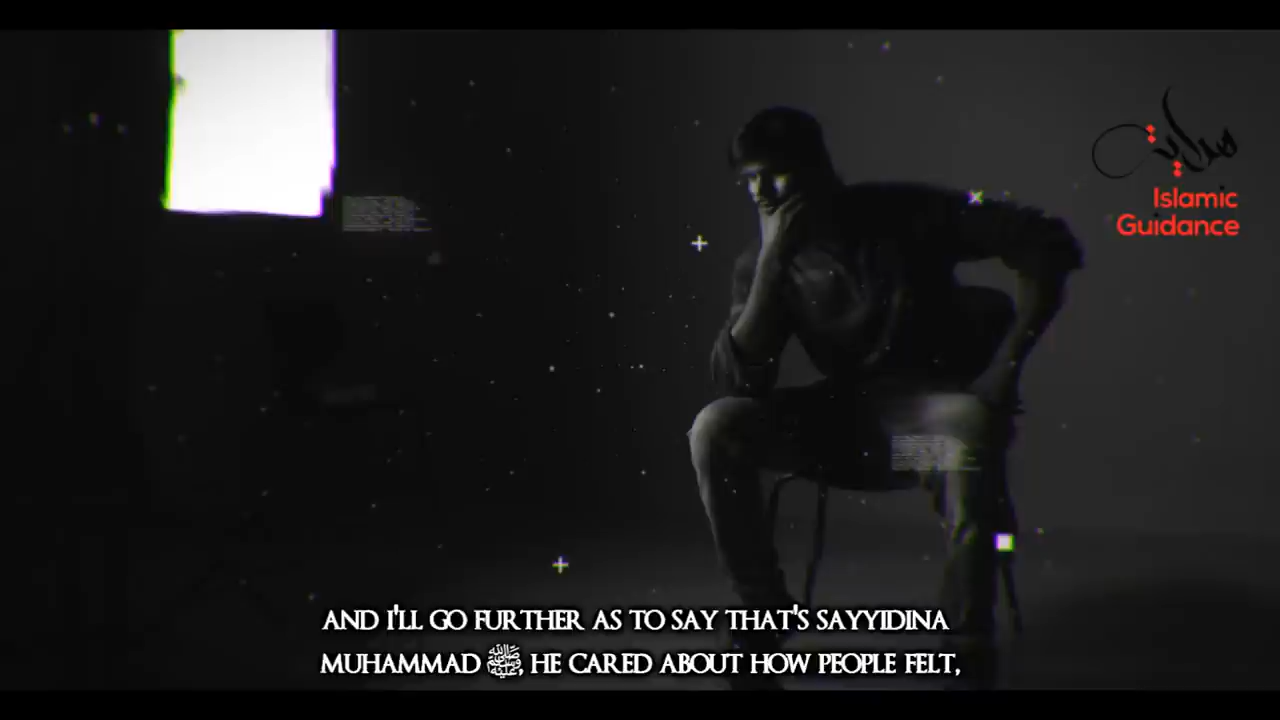 هداية
Islamic
Guidance
AND I'LL GO FURTHER AS TO SAY THAT'S SAYYIDINA
MUHAMMAD ﷺ, HE CARED ABOUT HOW PEOPLE FELT,